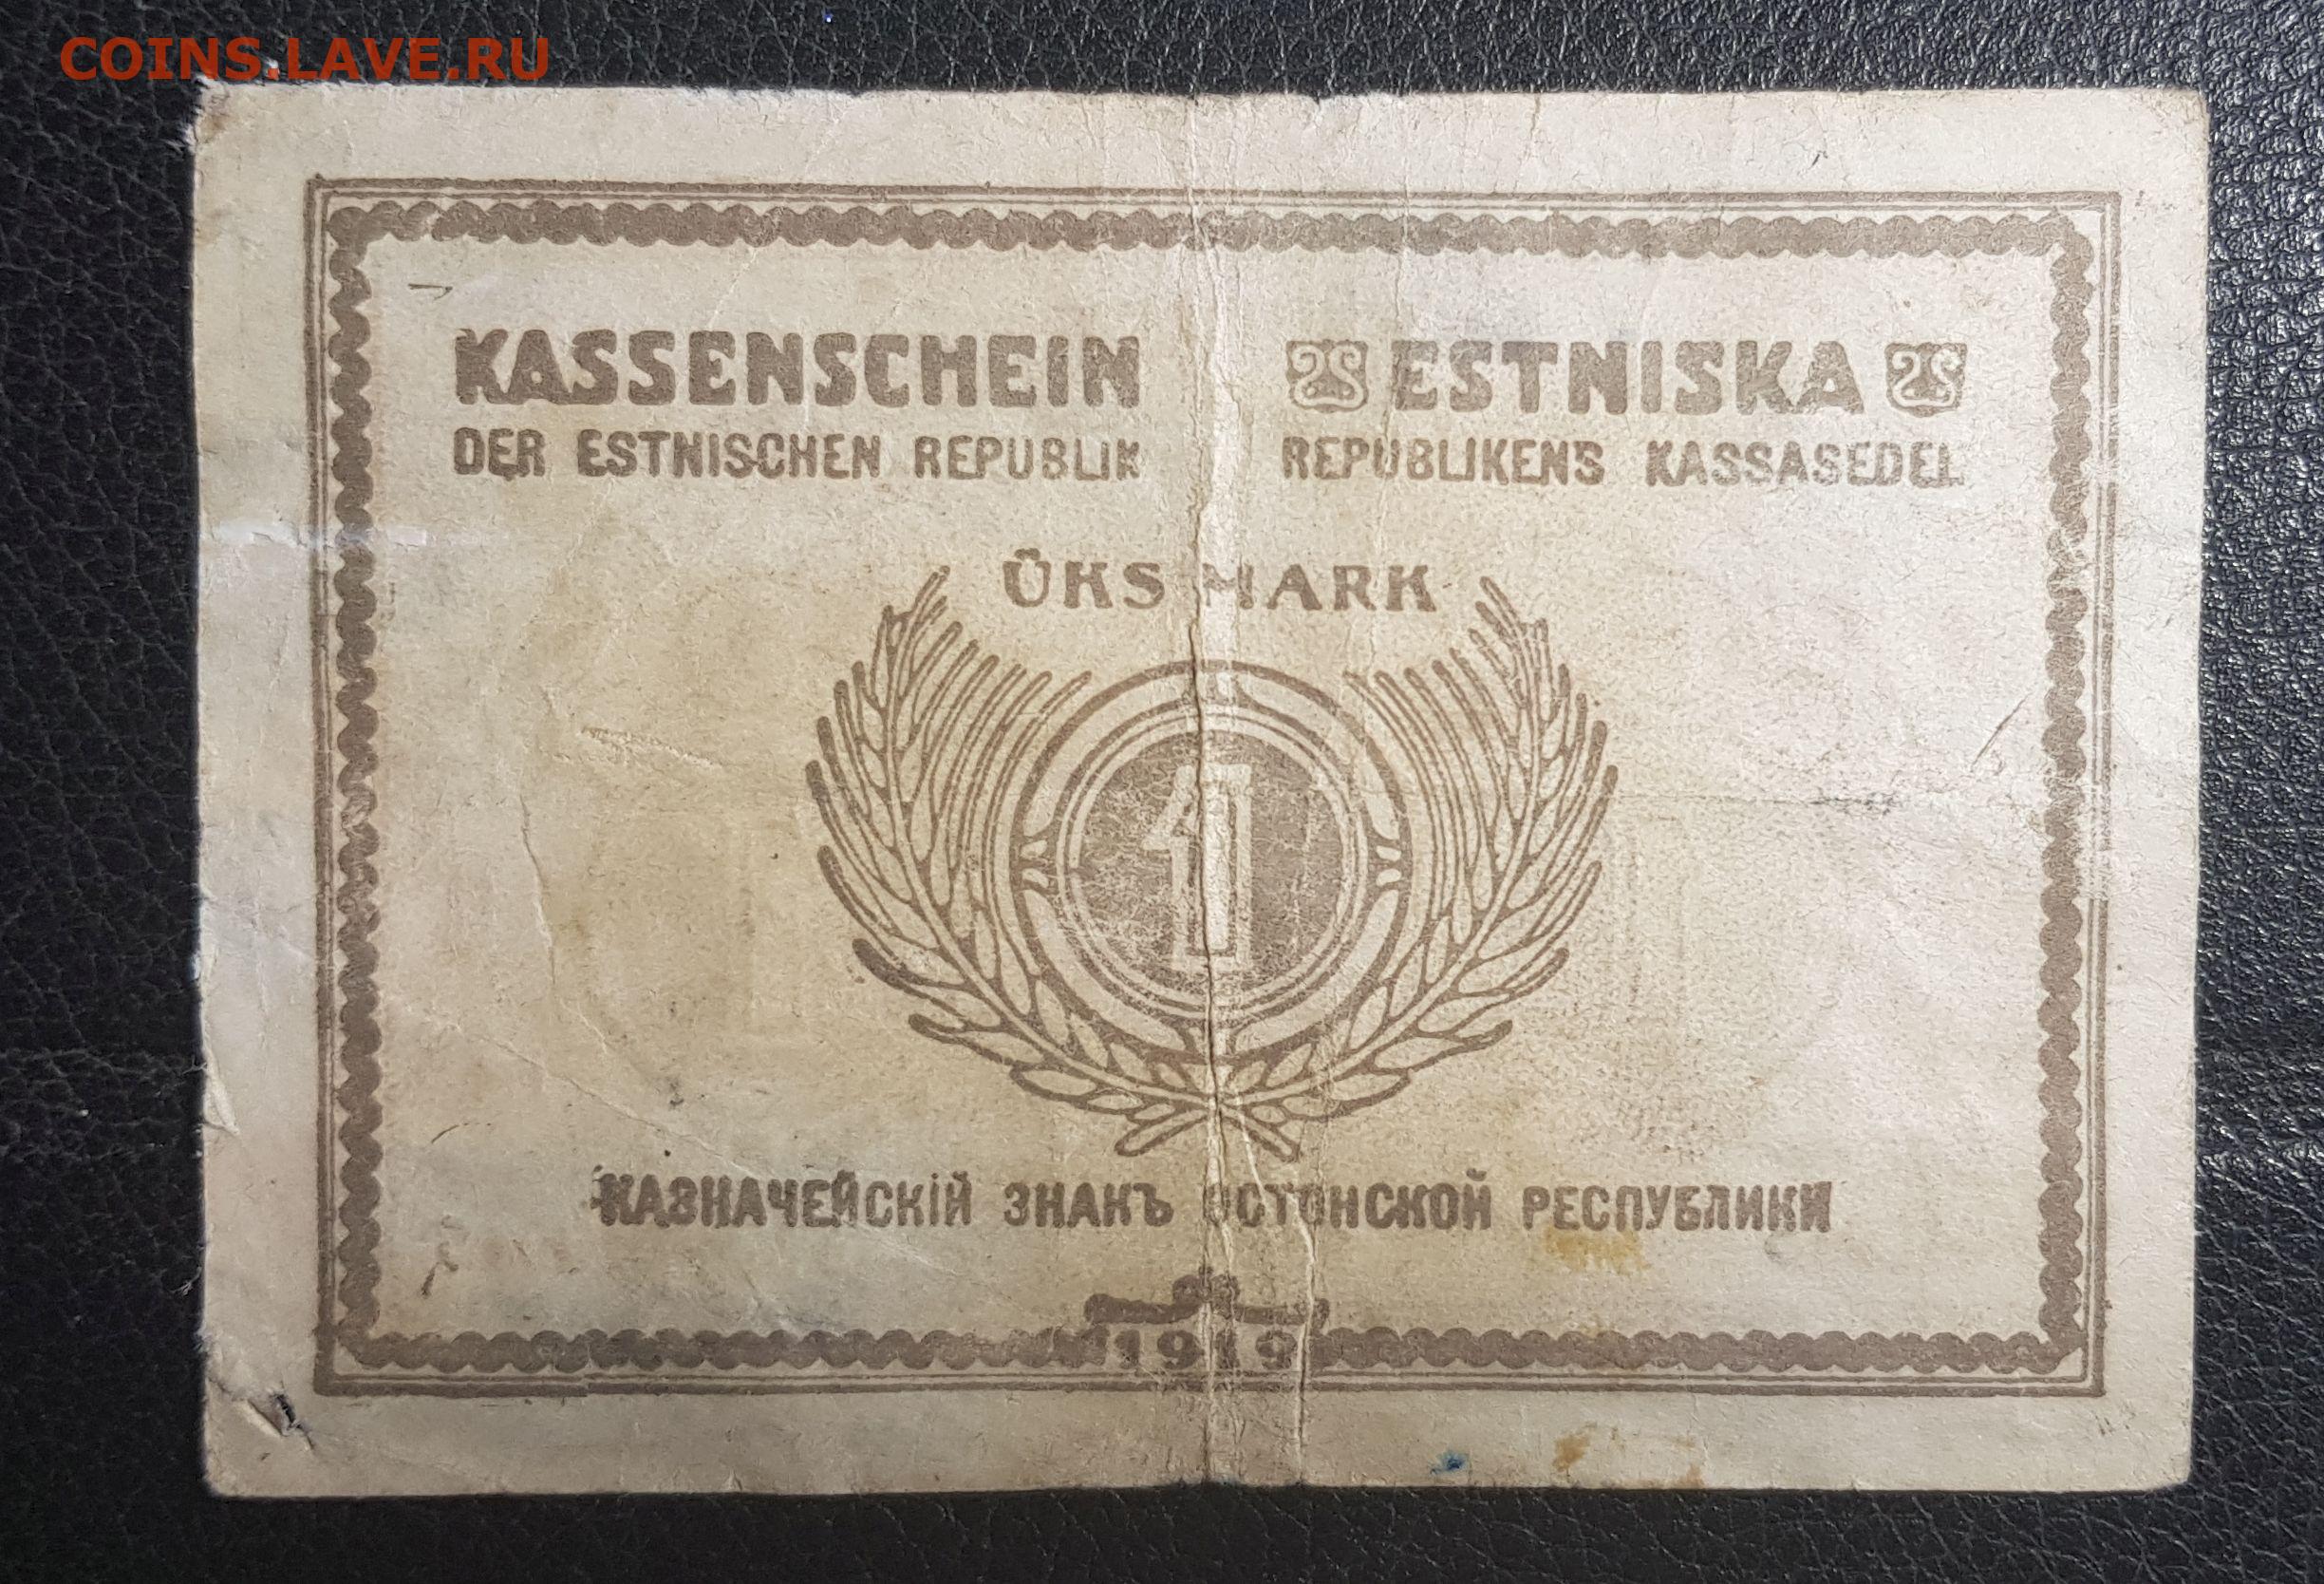 COINS.LAVE.RU
KASSENSCHEIN
DER ESTNISCHEN REPUBLIK
ESTNISKA
REPUBLIKENS KASSASEDEL
ÜKS MARK
1
КАЗНАЧЕЙСКІЙ ЗНАКЪ ЭСТОНСКОЙ РЕСПУБЛИКИ
1919